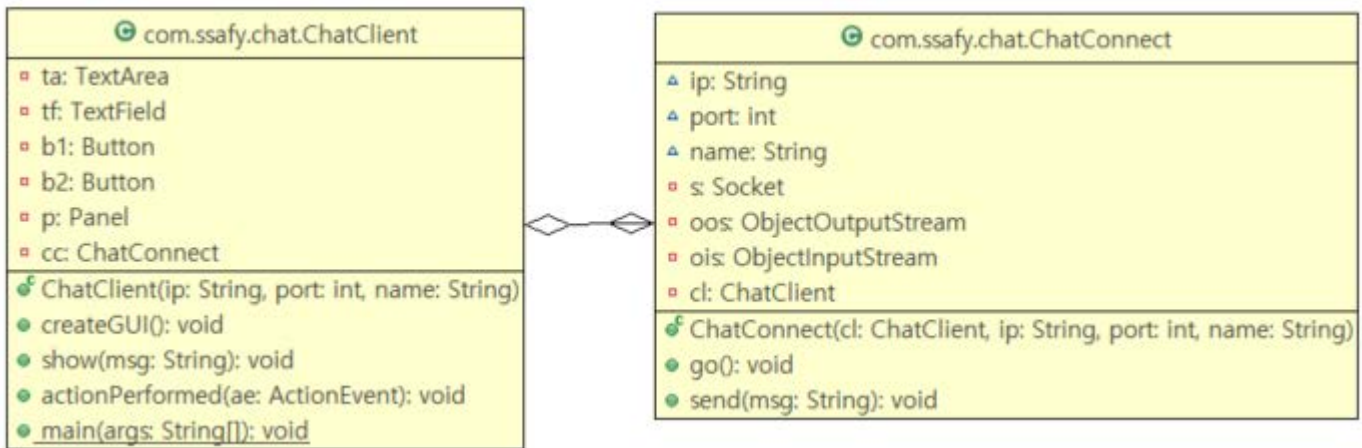 com.ssafy.chat.ChatClient
ta: TextArea
tf: TextField
b1: Button
b2: Button
p: Panel
cc: ChatConnect
ChatClient(ip: String, port: int, name: String)
createGUI(): void
show(msg: String): void
actionPerformed(ae: ActionEvent): void
main(args: String[]): void
com.ssafy.chat.ChatConnect
ip: String
port: int
name: String
s: Socket
oos: ObjectOutputStream
ois: ObjectInputStream
cl: ChatClient
ChatConnect(cl: ChatClient, ip: String, port: int, name: String)
go(): void
send(msg: String): void